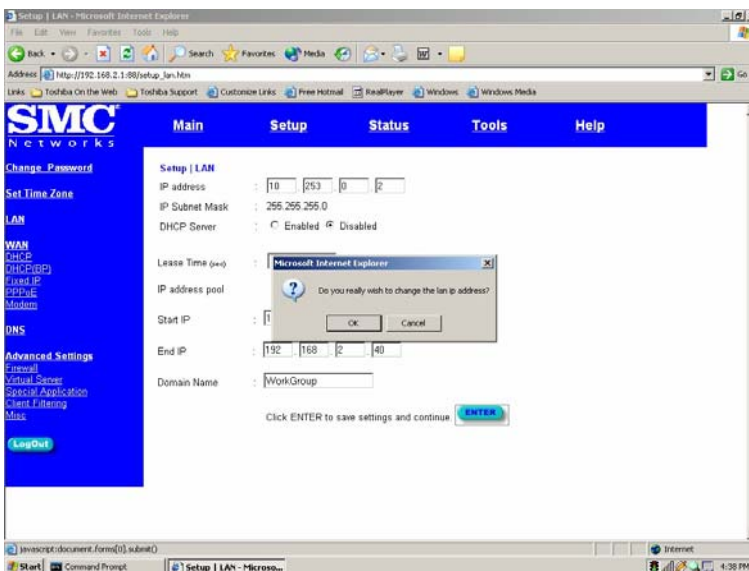 Setup | LAN - Microsoft Internet Explorer
File Edit View Favorites Tools Help
Back Search Favorites Media
Address http://192.168.2.1:88/setup_lan.htm Go
Links Toshiba On the Web Toshiba Support Customize Links Free Hotmail RealPlayer Windows Windows Media
SMC®
Networks
Main Setup Status Tools Help
Change Password
Set Time Zone
LAN
WAN
DHCP
DHCP(BP)
Fixed IP
PPPoE
Modem
DNS
Advanced Settings
Firewall
Virtual Server
Special Application
Client Filtering
Misc
LogOut
Setup | LAN
IP address : 10 . 253 . 0 . 2
IP Subnet Mask : 255.255.255.0
DHCP Server : Enabled Disabled
Lease Time (sec) :
IP address pool
Start IP : 1
End IP : 192 . 168 . 2 . 40
Domain Name : WorkGroup
Click ENTER to save settings and continue ENTER
Microsoft Internet Explorer
Do you really wish to change the lan ip address?
OK Cancel
javascript:document.forms[0].submit() Internet
Start Command Prompt Setup | LAN - Microso... 4:38 PM